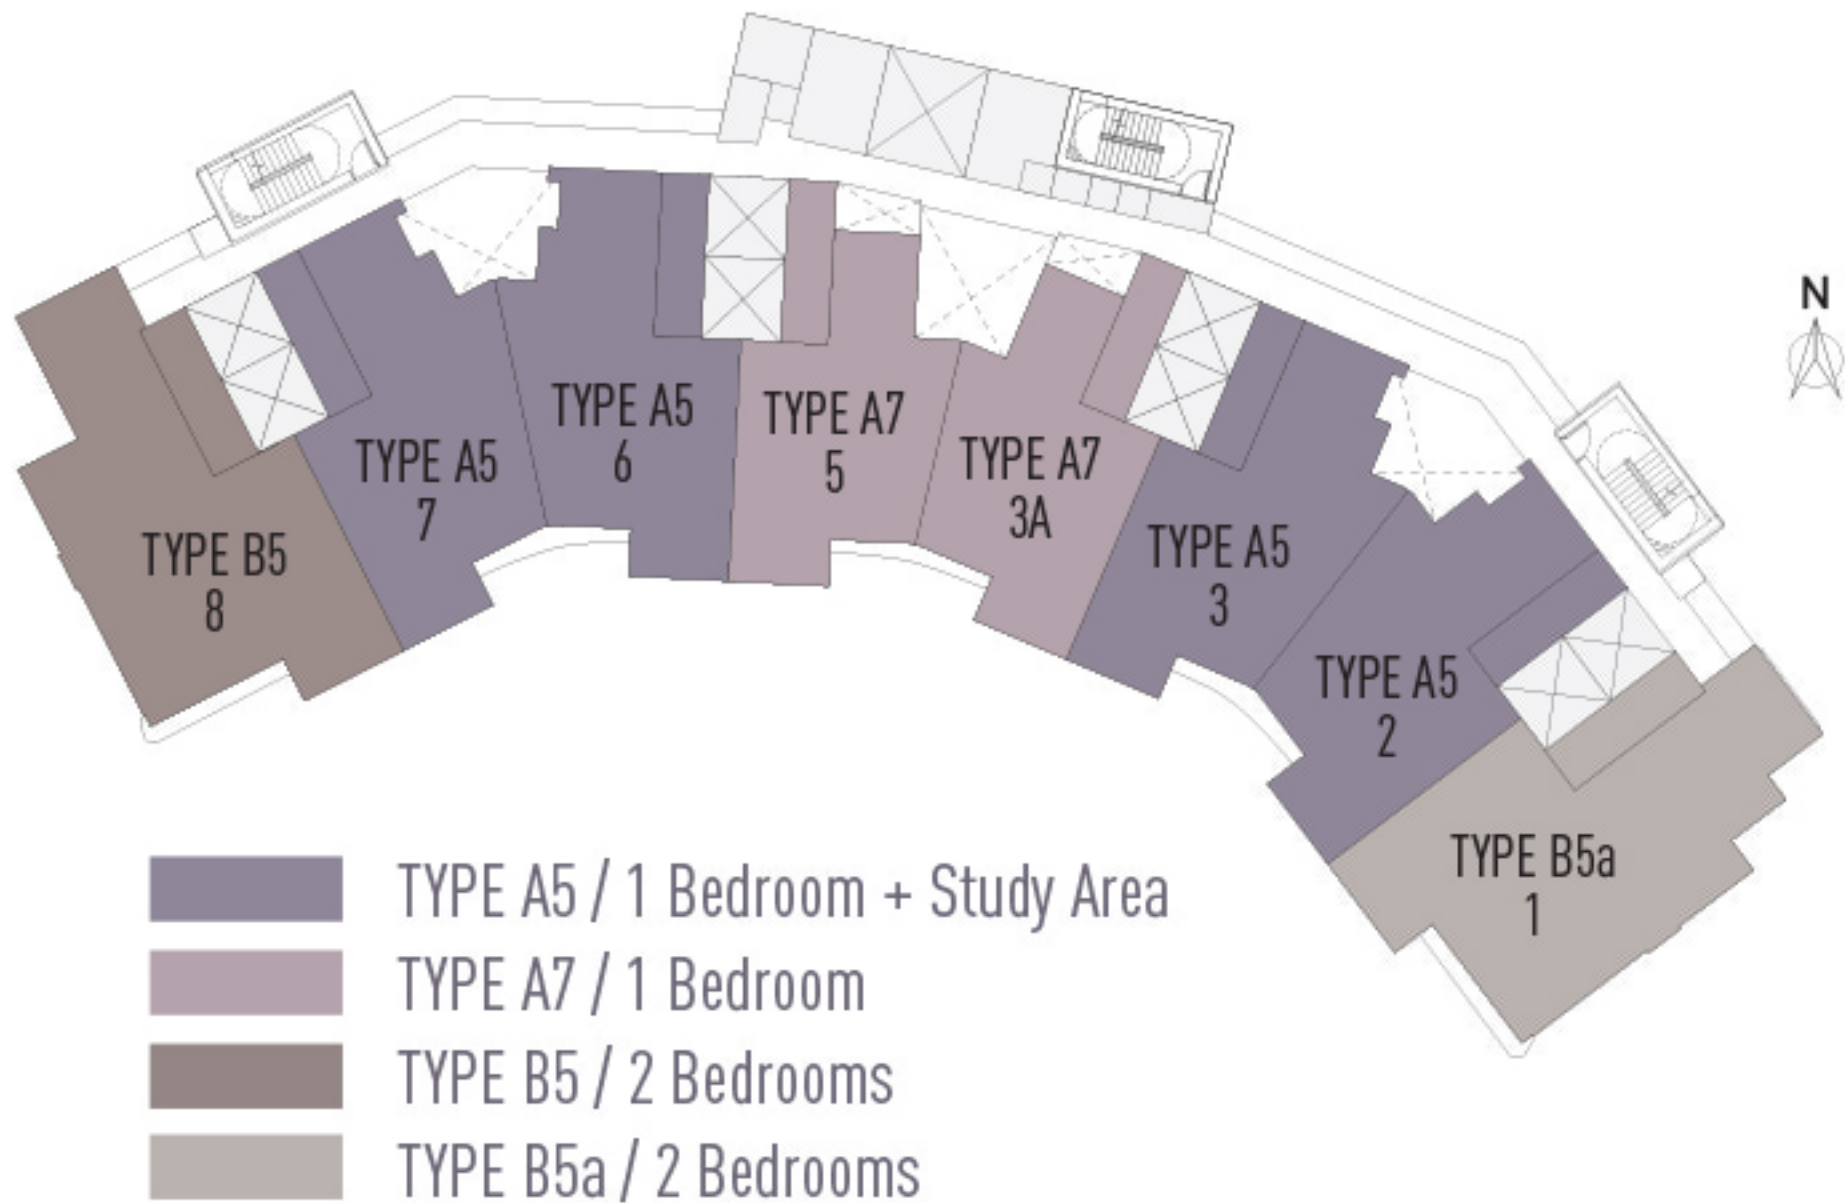 N
TYPE A5
6
TYPE A7
5
TYPE A5
7
TYPE A7
3A
TYPE B5
8
TYPE A5
3
TYPE A5
2
TYPE B5a
1
TYPE A5 / 1 Bedroom + Study Area
TYPE A7 / 1 Bedroom
TYPE B5 / 2 Bedrooms
TYPE B5a / 2 Bedrooms